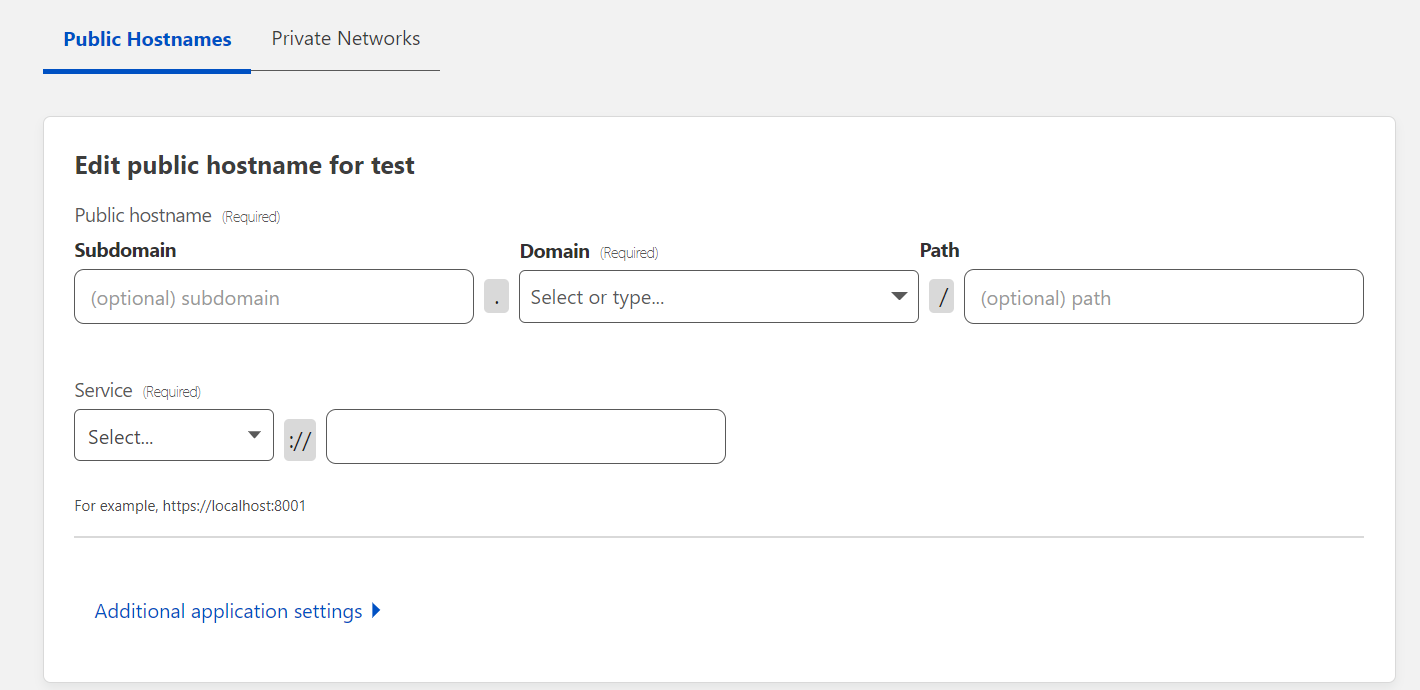 Public Hostnames Private Networks
Edit public hostname for test
Public hostname (Required)
Subdomain Domain (Required) Path
(optional) subdomain . Select or type... / (optional) path
Service (Required)
Select... ://
For example, https://localhost:8001
Additional application settings